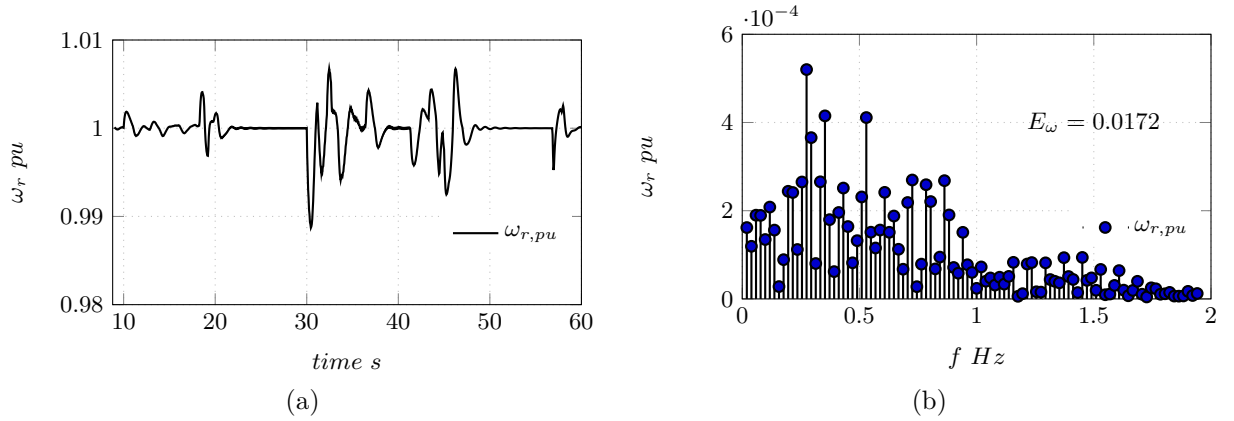 1.01
1
0.99
0.98
10 20 30 40 50 60
ω_r pu
time s
ω_{r,pu}
(a)
·10^{-4}
6
4
2
0
0 0.5 1 1.5 2
ω_r pu
f Hz
E_ω = 0.0172
ω_{r,pu}
(b)